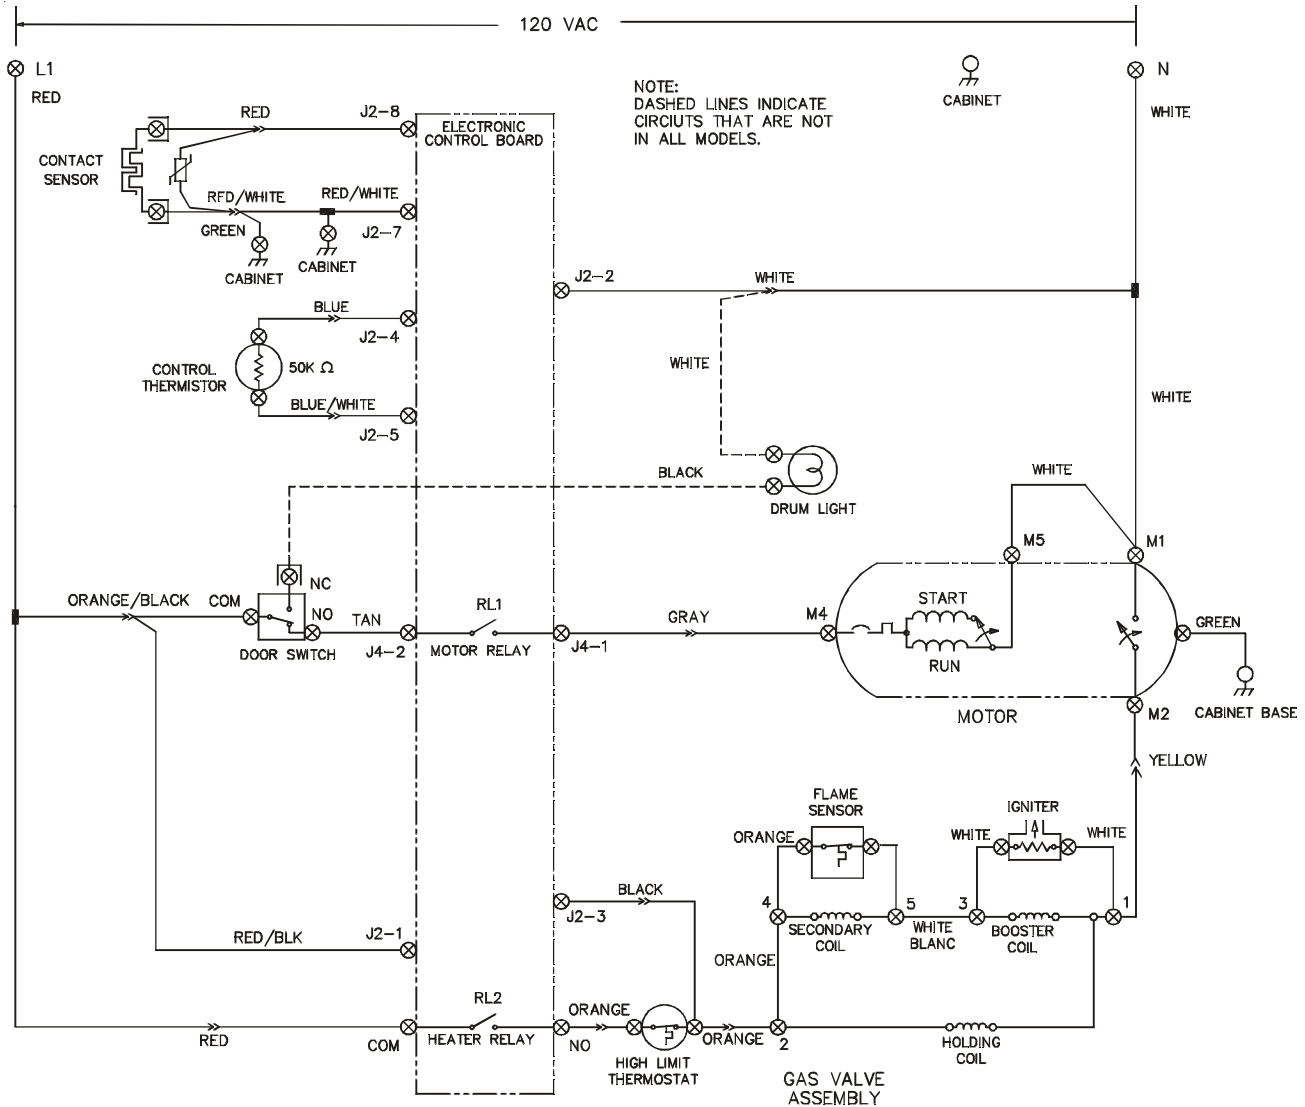 120 VAC
L1
N
RED
WHITE
CABINET
NOTE:
DASHED LINES INDICATE
CIRCIUTS THAT ARE NOT
IN ALL MODELS.
RED
J2-8
ELECTRONIC
CONTROL BOARD
CONTACT
SENSOR
RED/WHITE
RED/WHITE
GREEN
J2-7
CABINET
CABINET
J2-2
WHITE
BLUE
J2-4
WHITE
CONTROL
THERMISTOR
50K Ω
BLUE/WHITE
WHITE
J2-5
BLACK
WHITE
DRUM LIGHT
M5
M1
NC
ORANGE/BLACK
COM
NO
TAN
RL1
GRAY
M4
START
GREEN
DOOR SWITCH
J4-2
MOTOR RELAY
J4-1
RUN
MOTOR
M2
CABINET BASE
YELLOW
FLAME
SENSOR
IGNITER
ORANGE
WHITE
WHITE
BLACK
4
5
3
1
J2-3
SECONDARY
COIL
WHITE
BLANC
BOOSTER
COIL
RED/BLK
J2-1
ORANGE
RL2
ORANGE
RED
COM
HEATER RELAY
NO
ORANGE
2
HOLDING
COIL
HIGH LIMIT
THERMOSTAT
GAS VALVE
ASSEMBLY